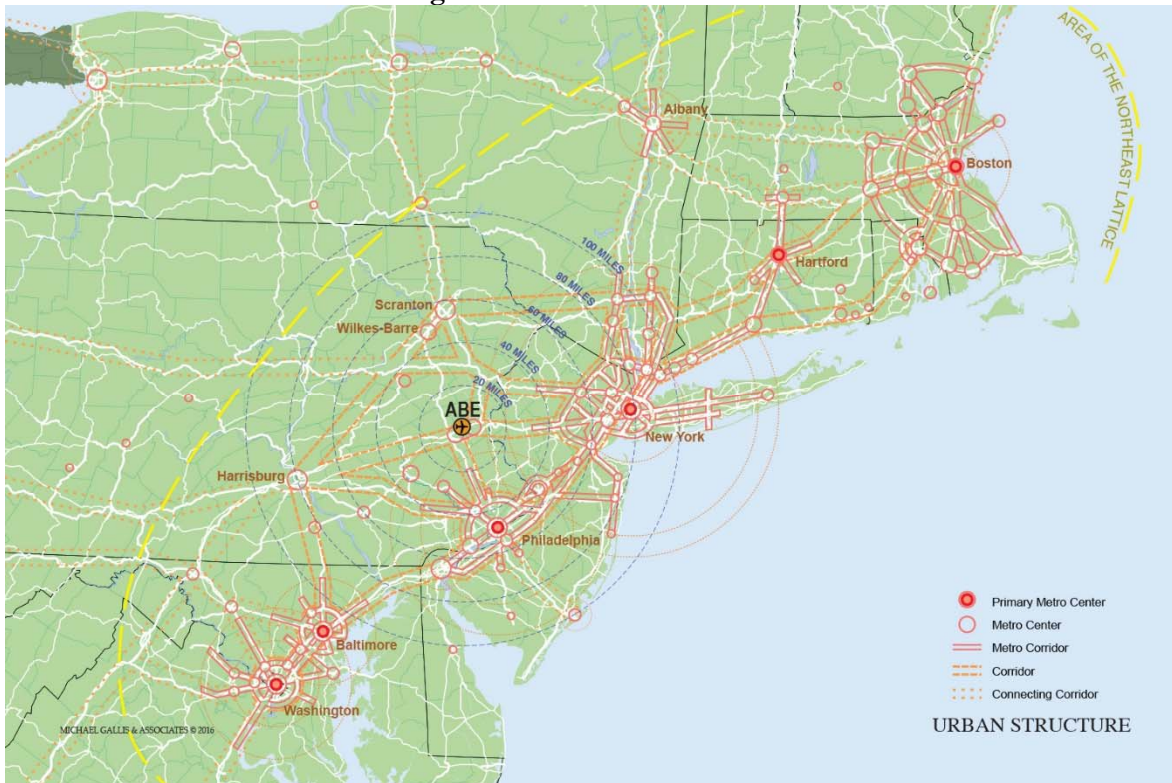 g
AREA OF THE NORTHEAST LATTICE
Albany
Boston
Hartford
100 MILES
80 MILES
60 MILES
40 MILES
20 MILES
Scranton
Wilkes-Barre
ABE
New York
Harrisburg
Philadelphia
Baltimore
Washington
Primary Metro Center
Metro Center
Metro Corridor
Corridor
Connecting Corridor
URBAN STRUCTURE
MICHAEL GALLIS & ASSOCIATES © 2016